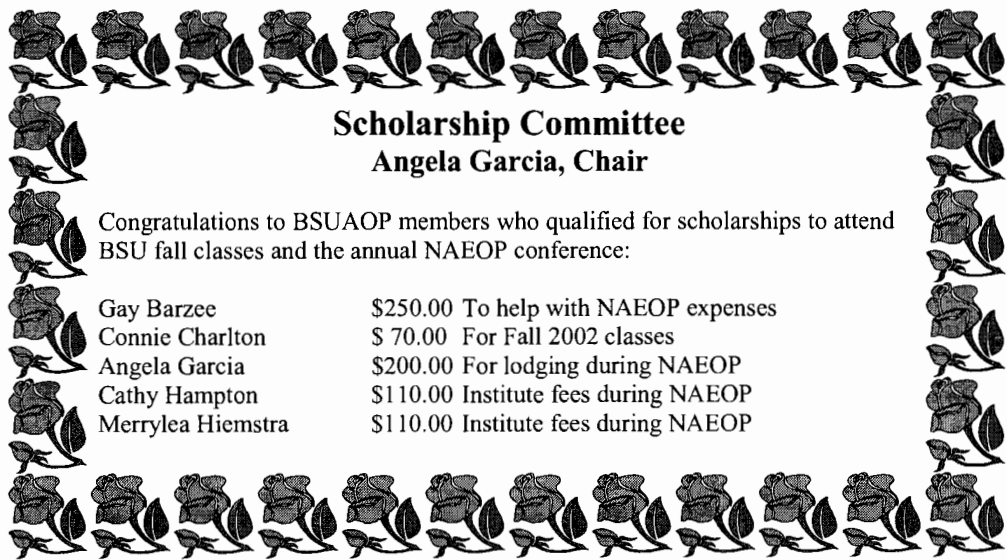 Scholarship Committee
Angela Garcia, Chair
Congratulations to BSUAOP members who qualified for scholarships to attend
BSU fall classes and the annual NAEOP conference:
Gay Barzee $250.00 To help with NAEOP expenses
Connie Charlton $ 70.00 For Fall 2002 classes
Angela Garcia $200.00 For lodging during NAEOP
Cathy Hampton $110.00 Institute fees during NAEOP
Merrylea Hiemstra $110.00 Institute fees during NAEOP